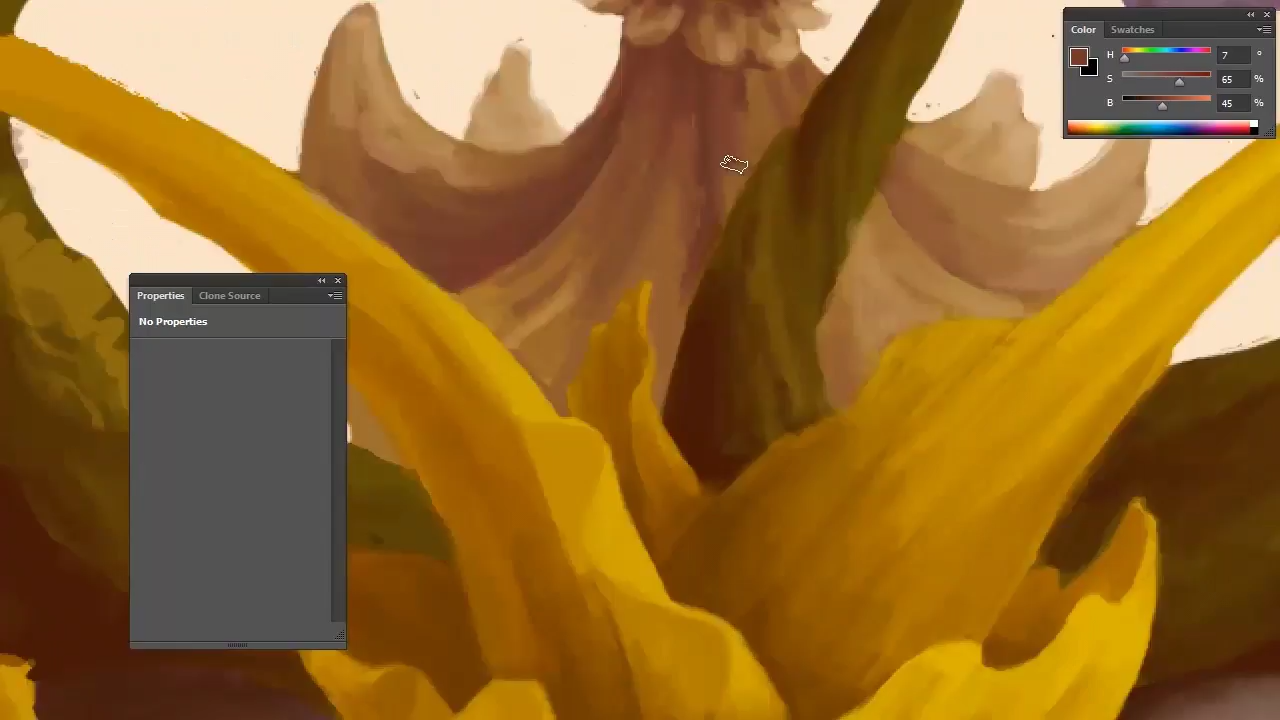 Color Swatches
H 7 °
S 65 %
B 45 %
Properties Clone Source
No Properties